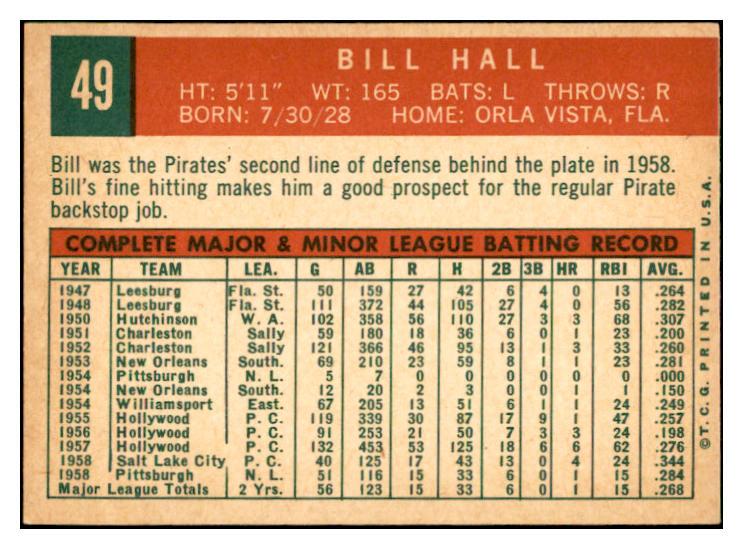 49
BILL HALL
HT: 5'11" WT: 165 BATS: L THROWS: R
BORN: 7/30/28 HOME: ORLA VISTA, FLA.
Bill was the Pirates' second line of defense behind the plate in 1958.
Bill's fine hitting makes him a good prospect for the regular Pirate
backstop job.
COMPLETE MAJOR & MINOR LEAGUE BATTING RECORD
YEAR TEAM LEA. G AB R H 2B 3B HR RBI AVG.
1947 Leesburg Fla. St. 50 159 27 42 6 4 0 13 .264
1948 Leesburg Fla. St. 111 372 44 105 27 4 0 56 .282
1950 Hutchinson W. A. 102 358 56 110 27 3 3 68 .307
1951 Charleston Sally 59 180 18 36 6 0 1 23 .200
1952 Charleston Sally 121 366 46 95 13 1 3 33 .260
1953 New Orleans South. 69 210 23 59 8 1 1 23 .281
1954 Pittsburgh N. L. 5 7 0 0 0 0 0 0 .000
1954 New Orleans South. 12 20 2 3 0 0 1 1 .150
1954 Williamsport East. 67 205 13 51 6 1 1 24 .249
1955 Hollywood P. C. 119 339 30 87 17 9 1 47 .257
1956 Hollywood P. C. 91 253 21 50 7 3 3 24 .198
1957 Hollywood P. C. 132 453 53 125 18 6 6 62 .276
1958 Salt Lake City P. C. 40 125 17 43 13 0 4 24 .344
1958 Pittsburgh N. L. 51 116 15 33 6 0 1 15 .284
Major League Totals 2 Yrs. 56 123 15 33 6 0 1 15 .268
©T.C.G. PRINTED IN U.S.A.